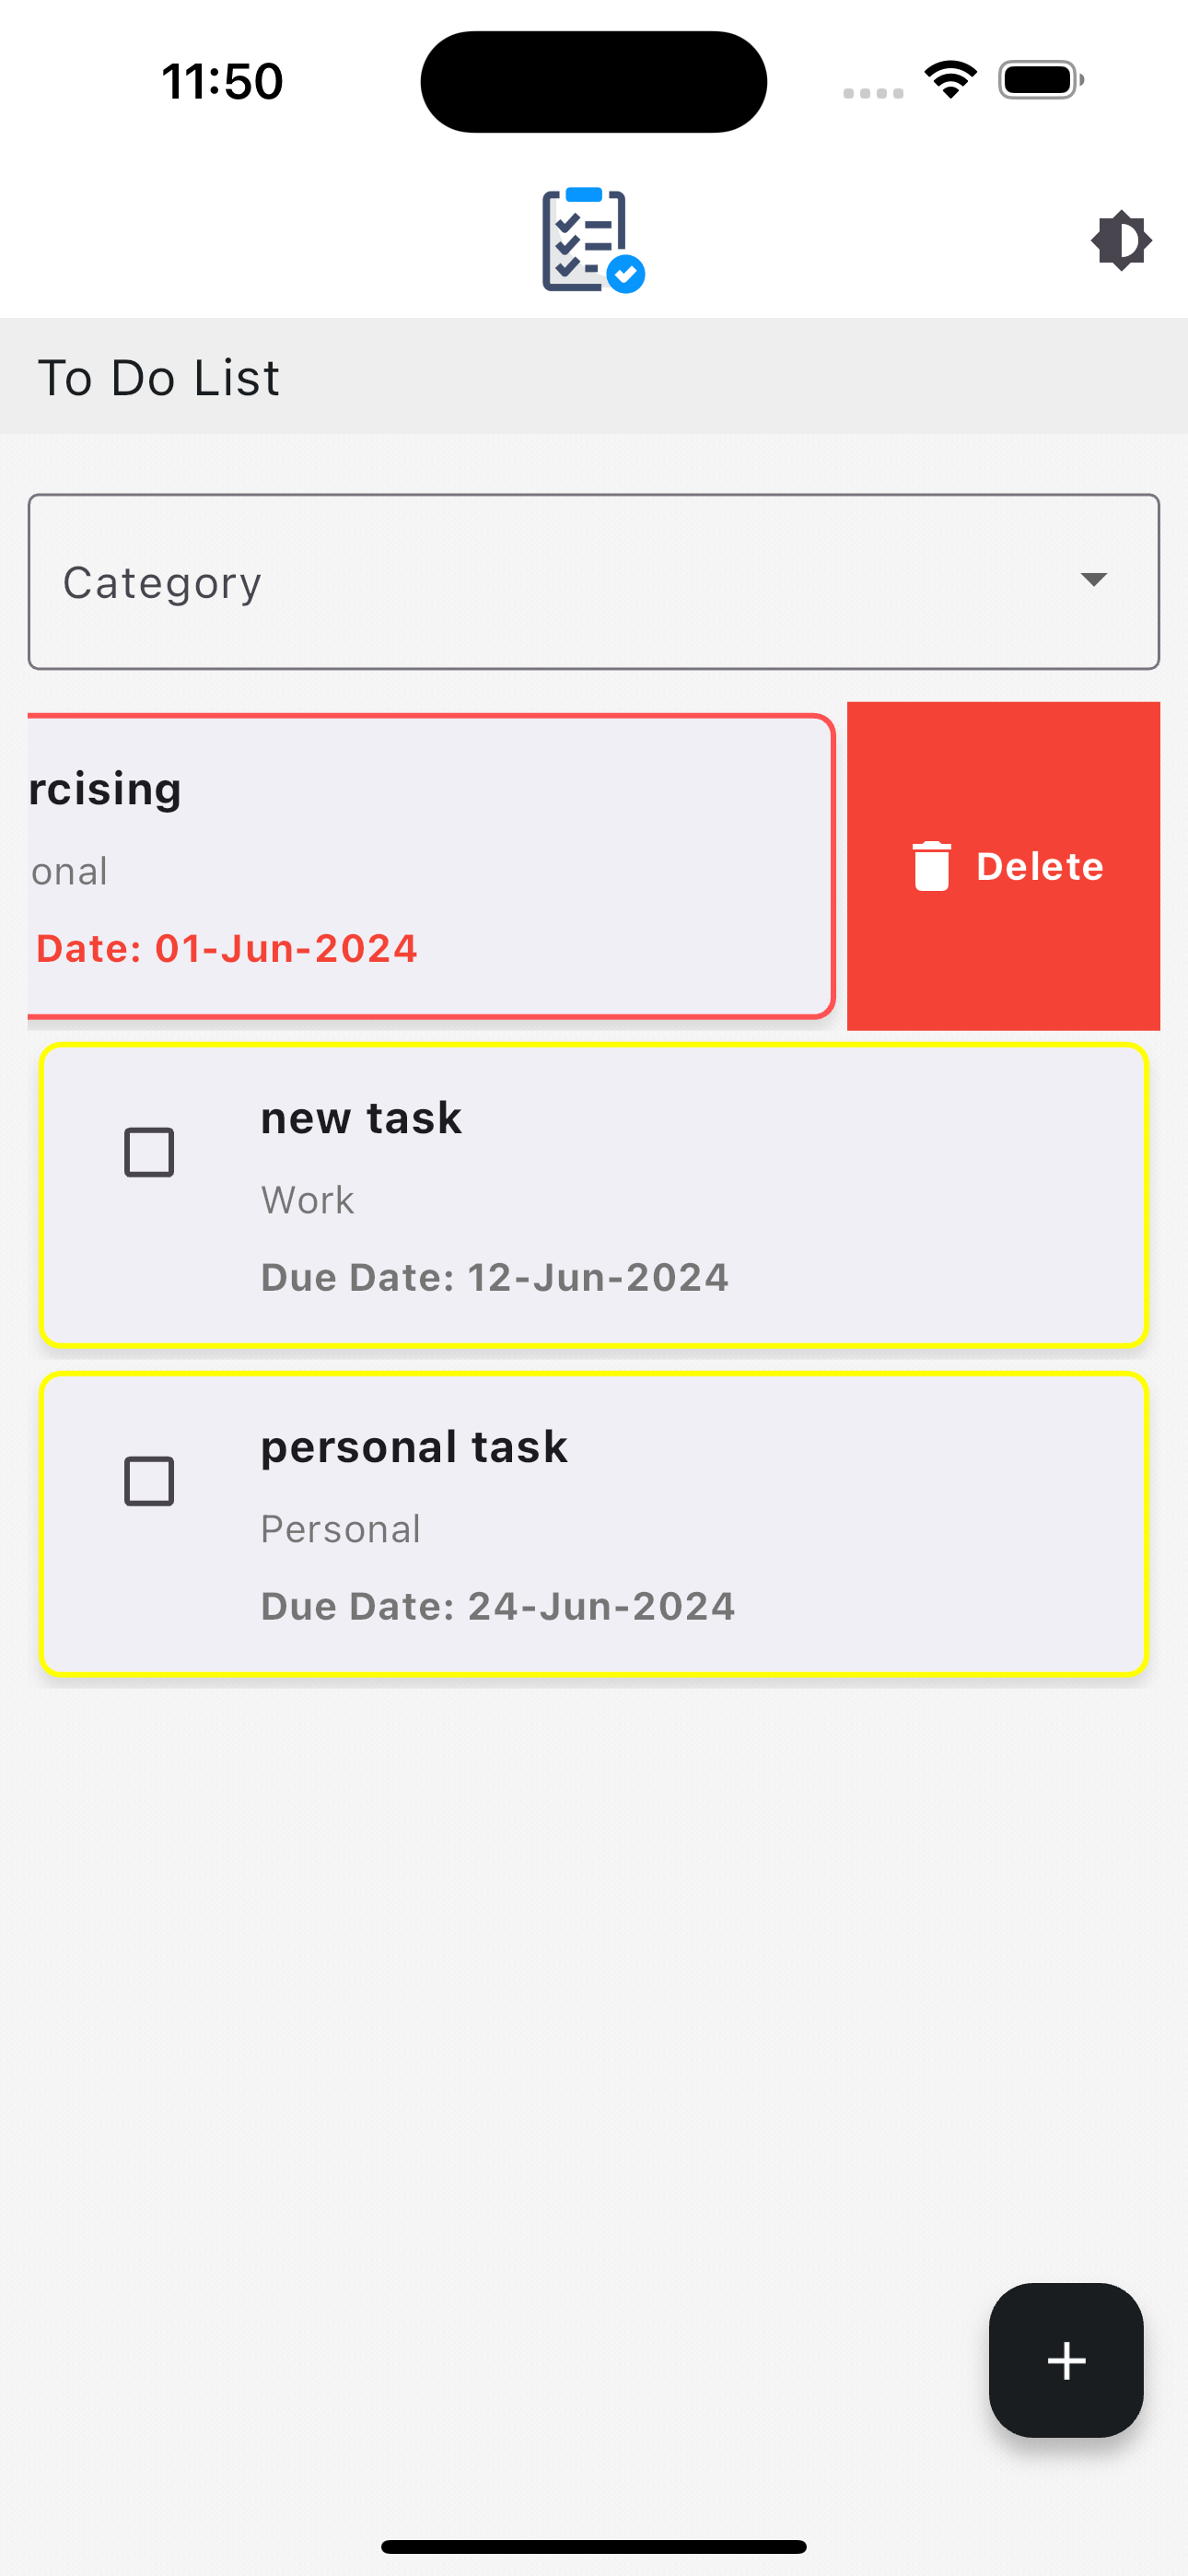 11:50
To Do List
Category
rcising
onal
Date: 01-Jun-2024
Delete
new task
Work
Due Date: 12-Jun-2024
personal task
Personal
Due Date: 24-Jun-2024